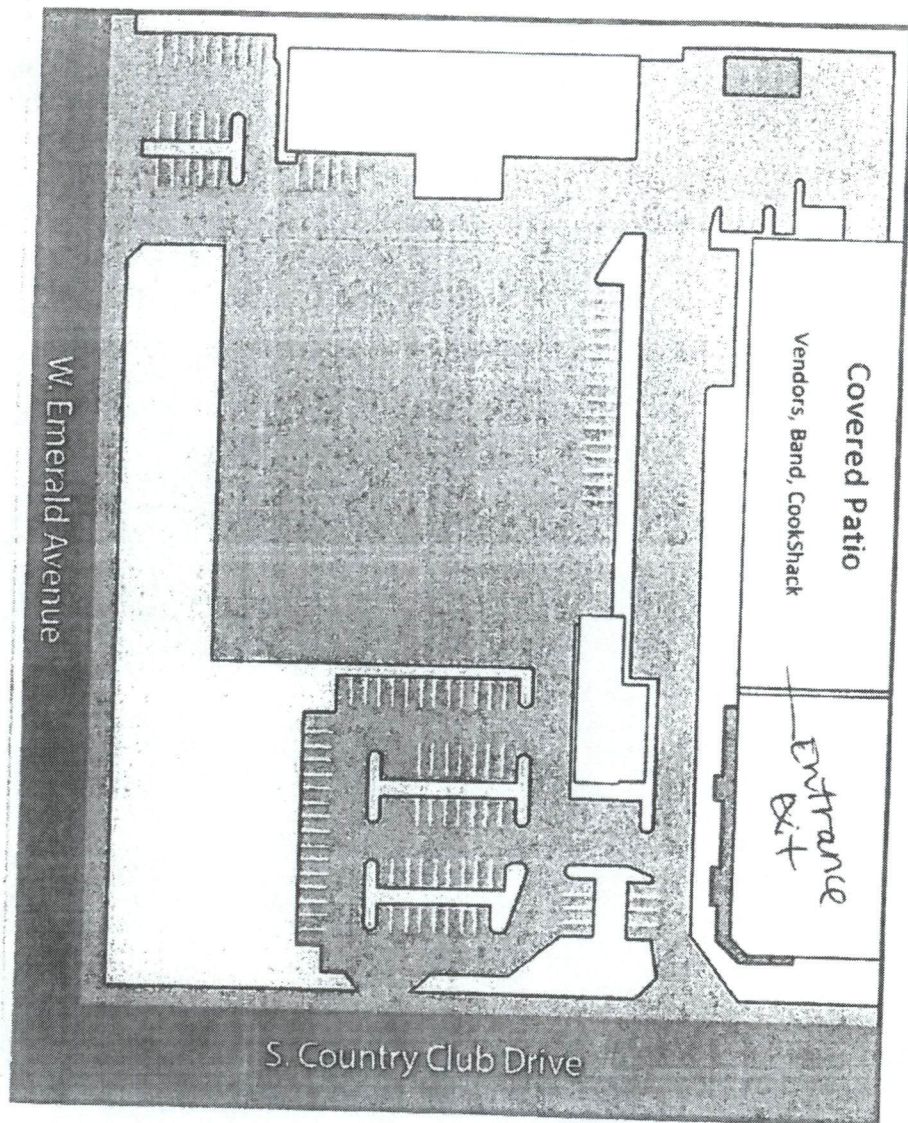 Covered Patio
Vendors, Band, CookShack
Entrance
Exit
W. Emerald Avenue
S. Country Club Drive